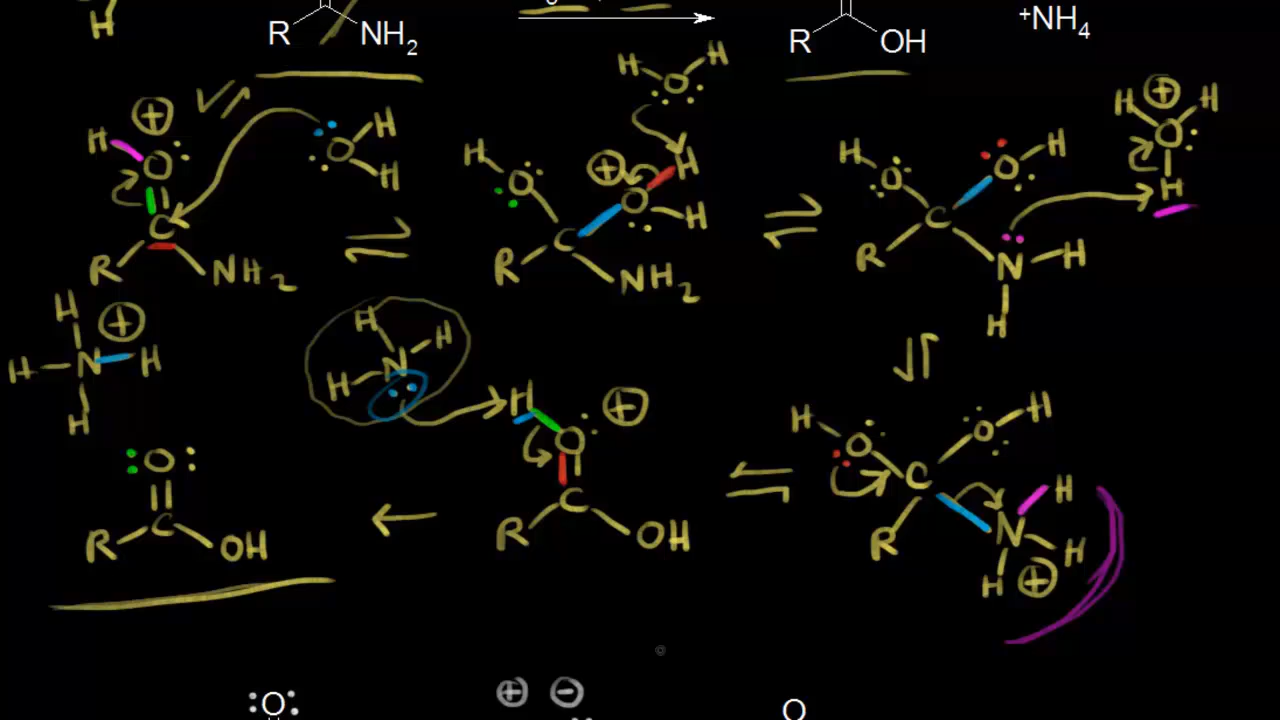 H R NH₂ R OH ⁺NH₄
H H
O
+ H O H
H O O H H + H H O H + H
O H
C R NH₂
H O + O H H C R NH₂
H O O H C R N H H
H + H N H H
H H N H
H O + C R OH
H O O H C R N H H H +
O C R OH
©
:O: + − O